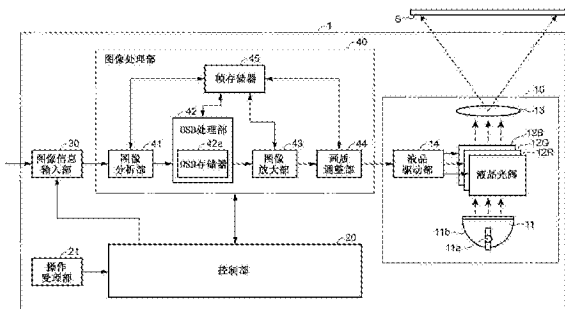 1
S
40
图像处理部
45
帧存储器
10
13
42
OSD处理部
OSD存储器
42a
30
图像信息
输入部
41
图像
分析部
43
图像
放大部
44
画质
调整部
14
液晶
驱动部
12B
12G
12R
液晶光阀
11
11b
11a
21
操作
受理部
20
控制部